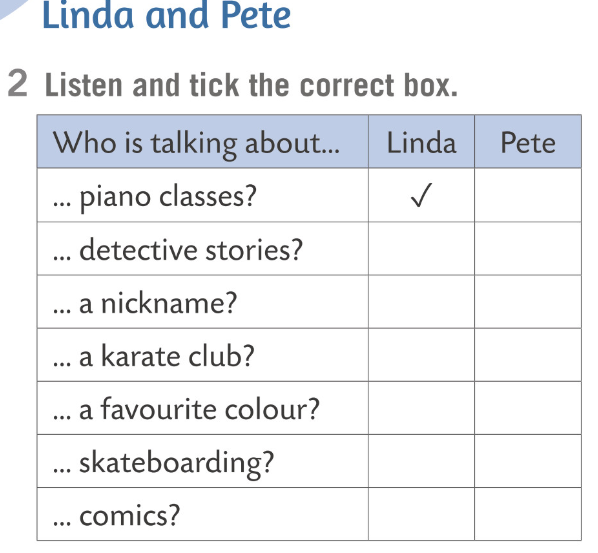 Linda and Pete
2 Listen and tick the correct box.
Who is talking about... Linda Pete
... piano classes? ✓
... detective stories?
... a nickname?
... a karate club?
... a favourite colour?
... skateboarding?
... comics?